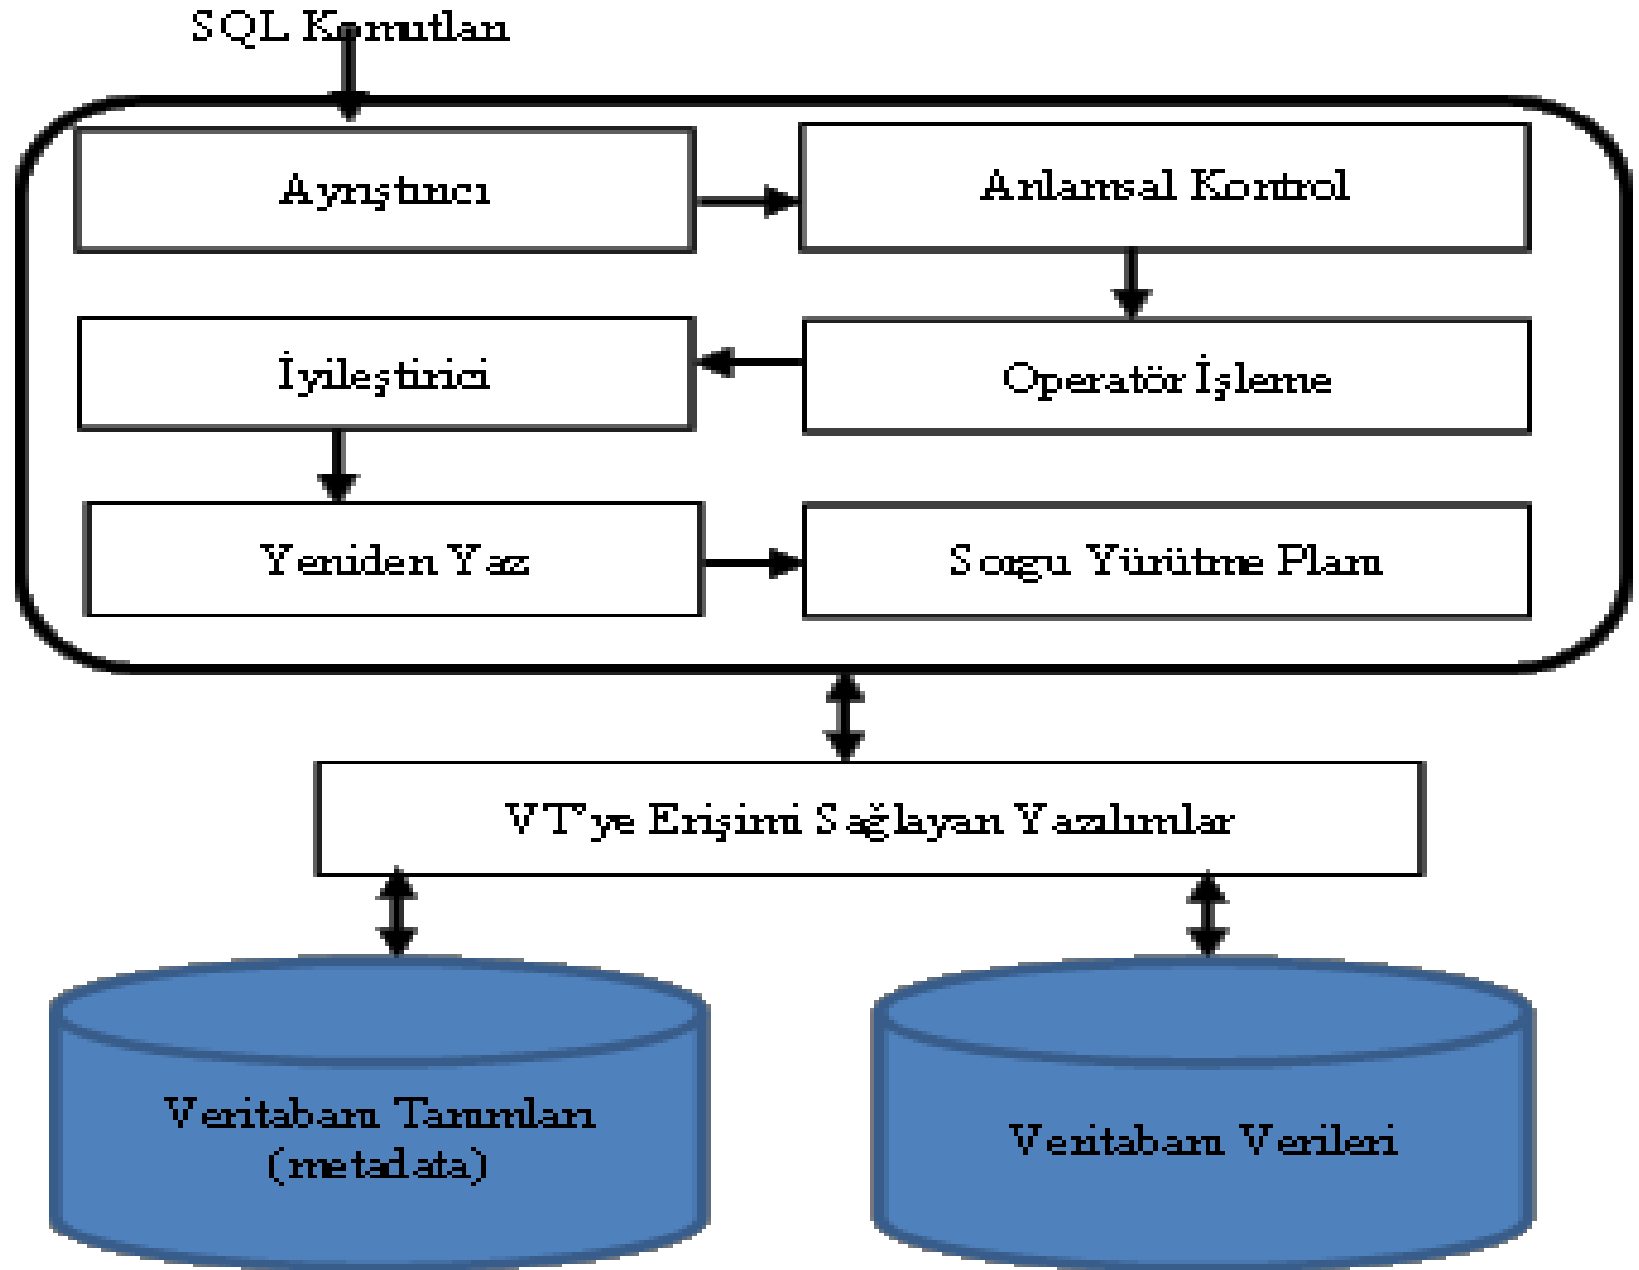 SQL Komutları
Ayrıştırıcı
Anlamsal Kontrol
İyileştirici
Operatör İşleme
Yeniden Yaz
Sorgu Yürütme Planı
VT'ye Erişimi Sağlayan Yazılımlar
Veritabanı Tanımları
(metadata)
Veritabanı Verileri